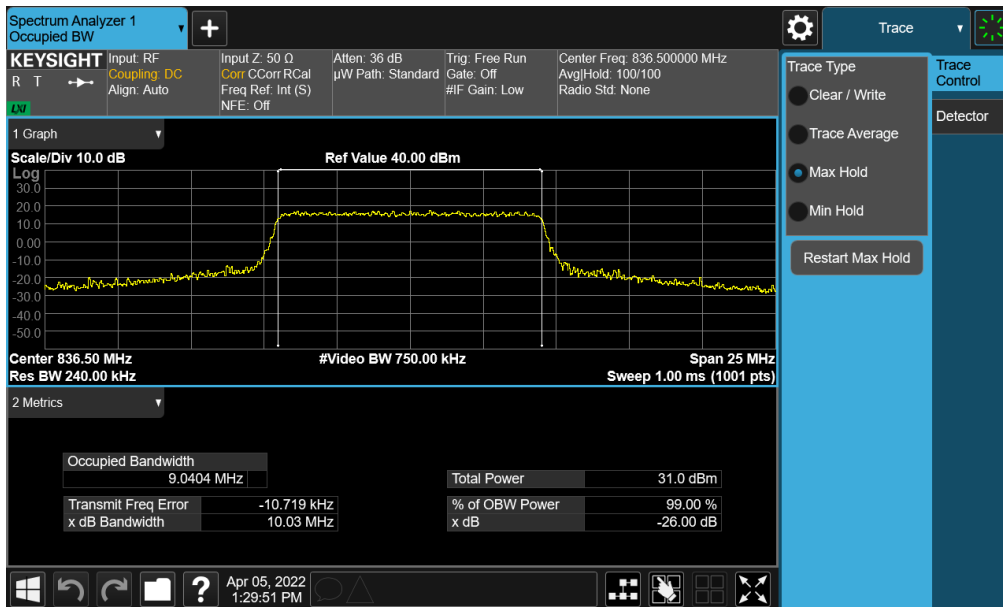 Spectrum Analyzer 1
Occupied BW
+
Trace
KEYSIGHT
R T
LXI
Input: RF
Coupling: DC
Align: Auto
Input Z: 50 Ω
Corr CCorr RCal
Freq Ref: Int (S)
NFE: Off
Atten: 36 dB
µW Path: Standard
Trig: Free Run
Gate: Off
#IF Gain: Low
Center Freq: 836.500000 MHz
Avg|Hold: 100/100
Radio Std: None
Trace Type
Clear / Write
Trace Average
Max Hold
Min Hold
Restart Max Hold
Trace
Control
Detector
1 Graph
Scale/Div 10.0 dB
Ref Value 40.00 dBm
Log
30.0
20.0
10.0
0.00
-10.0
-20.0
-30.0
-40.0
-50.0
Center 836.50 MHz
#Video BW 750.00 kHz
Span 25 MHz
Res BW 240.00 kHz
Sweep 1.00 ms (1001 pts)
2 Metrics
Occupied Bandwidth
9.0404 MHz
Total Power 31.0 dBm
Transmit Freq Error -10.719 kHz
% of OBW Power 99.00 %
x dB Bandwidth 10.03 MHz
x dB -26.00 dB
?
Apr 05, 2022
1:29:51 PM